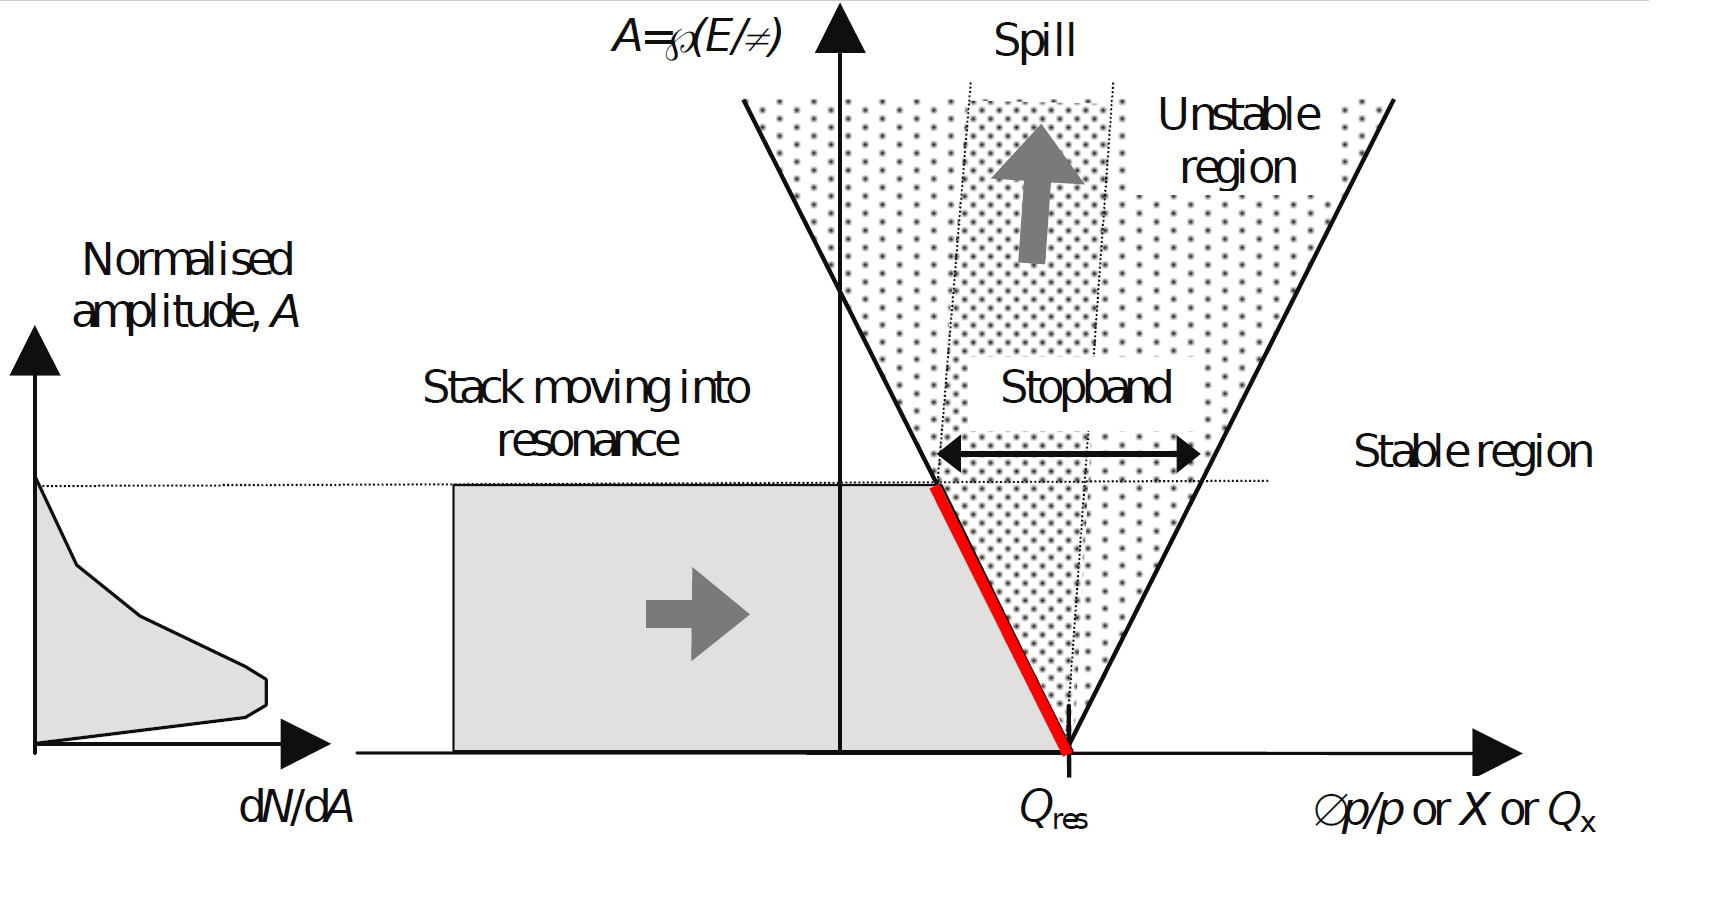 A=℘(E/≠)
Spill
Unstable
region
Normalised
amplitude, A
Stack moving into
resonance
Stopband
Stable region
dN/dA
Qres
∅p/p or X or Qx